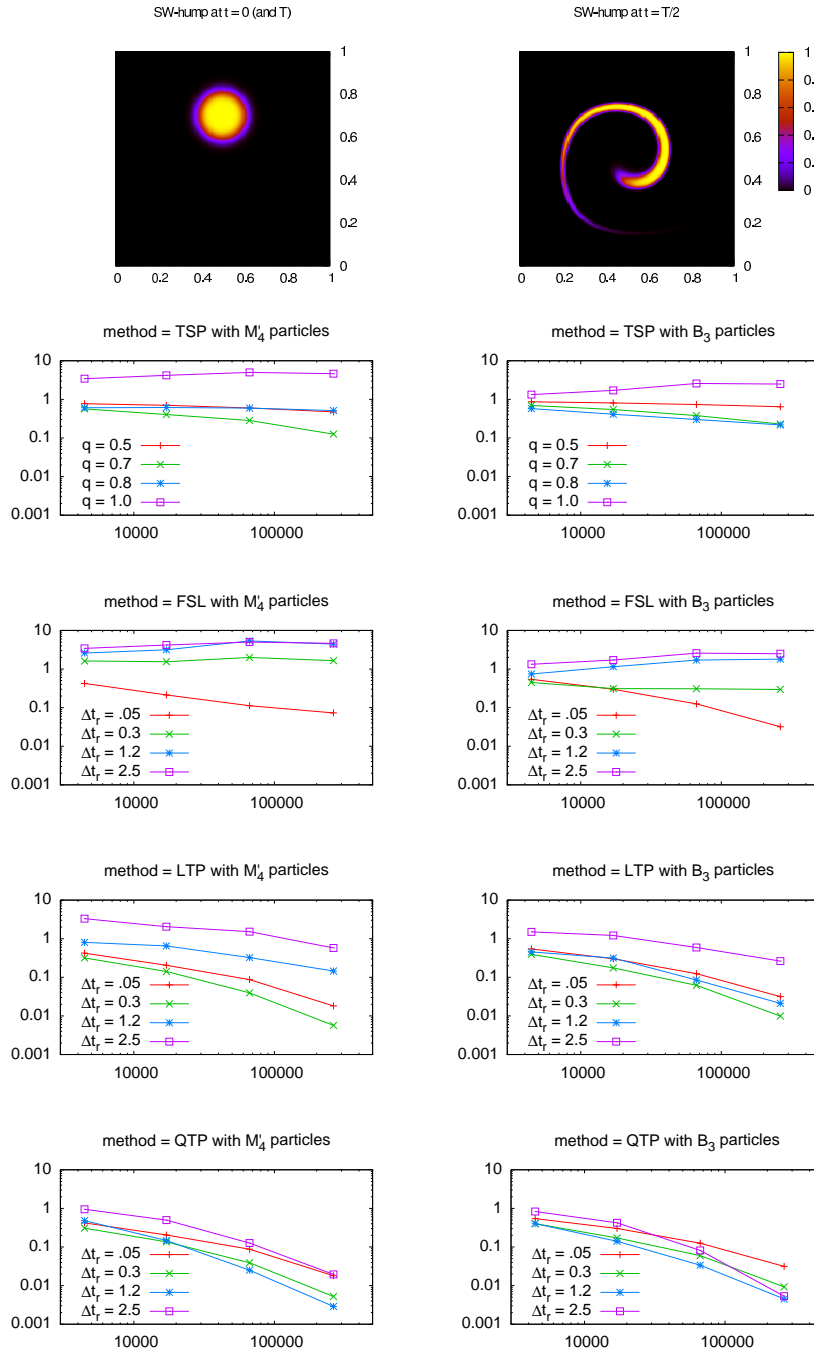 SW-hump at t = 0 (and T)
SW-hump at t = T/2
1
0.8
0.6
0.4
0.2
0
0 0.2 0.4 0.6 0.8 1
1
0.8
0.6
0.4
0.2
0
0 0.2 0.4 0.6 0.8 1
1
0.8
0.6
0.4
0.2
0
method = TSP with M'4 particles
10
1
0.1
0.01
0.001
q = 0.5
q = 0.7
q = 0.8
q = 1.0
10000 100000
method = TSP with B3 particles
10
1
0.1
0.01
0.001
q = 0.5
q = 0.7
q = 0.8
q = 1.0
10000 100000
method = FSL with M'4 particles
10
1
0.1
0.01
0.001
Δtr = .05
Δtr = 0.3
Δtr = 1.2
Δtr = 2.5
10000 100000
method = FSL with B3 particles
10
1
0.1
0.01
0.001
Δtr = .05
Δtr = 0.3
Δtr = 1.2
Δtr = 2.5
10000 100000
method = LTP with M'4 particles
10
1
0.1
0.01
0.001
Δtr = .05
Δtr = 0.3
Δtr = 1.2
Δtr = 2.5
10000 100000
method = LTP with B3 particles
10
1
0.1
0.01
0.001
Δtr = .05
Δtr = 0.3
Δtr = 1.2
Δtr = 2.5
10000 100000
method = QTP with M'4 particles
10
1
0.1
0.01
0.001
Δtr = .05
Δtr = 0.3
Δtr = 1.2
Δtr = 2.5
10000 100000
method = QTP with B3 particles
10
1
0.1
0.01
0.001
Δtr = .05
Δtr = 0.3
Δtr = 1.2
Δtr = 2.5
10000 100000